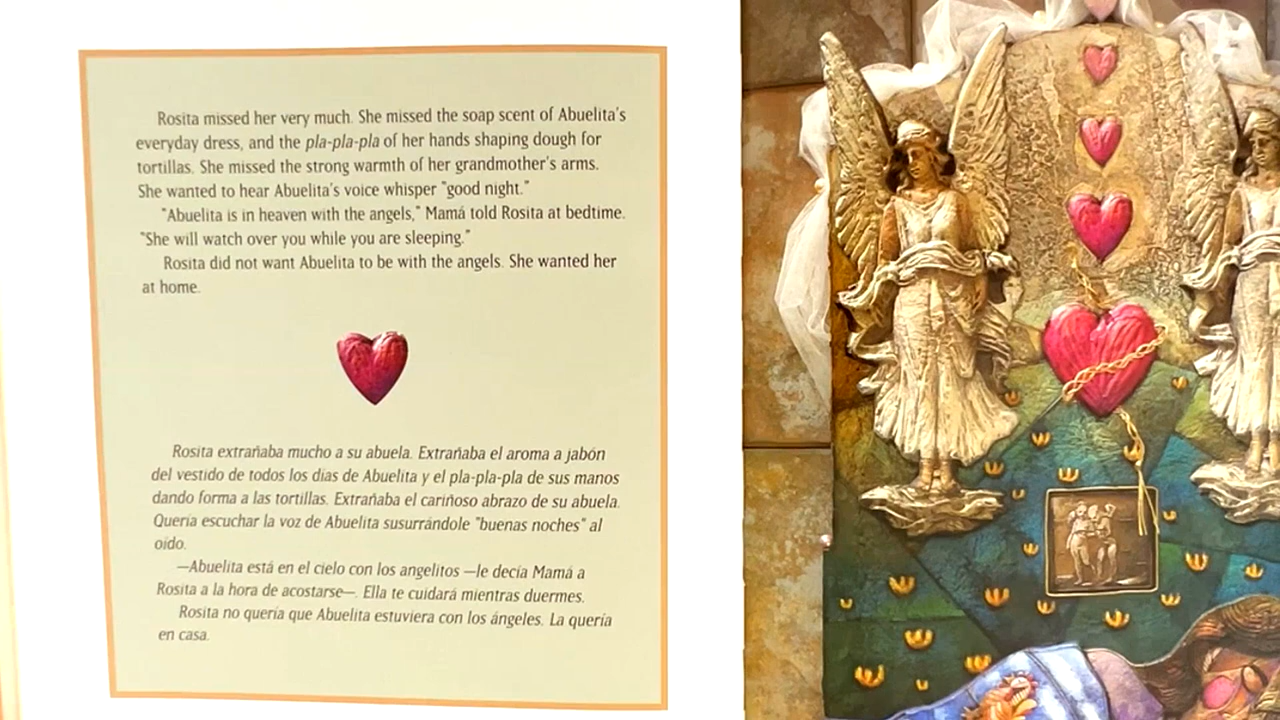 Rosita missed her very much. She missed the soap scent of Abuelita's
everyday dress, and the pla-pla-pla of her hands shaping dough for
tortillas. She missed the strong warmth of her grandmother's arms.
She wanted to hear Abuelita's voice whisper "good night."
"Abuelita is in heaven with the angels," Mamá told Rosita at bedtime.
"She will watch over you while you are sleeping."
Rosita did not want Abuelita to be with the angels. She wanted her
at home.
Rosita extrañaba mucho a su abuela. Extrañaba el aroma a jabón
del vestido de todos los días de Abuelita y el pla-pla-pla de sus manos
dando forma a las tortillas. Extrañaba el cariñoso abrazo de su abuela.
Quería escuchar la voz de Abuelita susurrándole "buenas noches" al
oído.
—Abuelita está en el cielo con los angelitos —le decía Mamá a
Rosita a la hora de acostarse—. Ella te cuidará mientras duermes.
Rosita no quería que Abuelita estuviera con los ángeles. La quería
en casa.